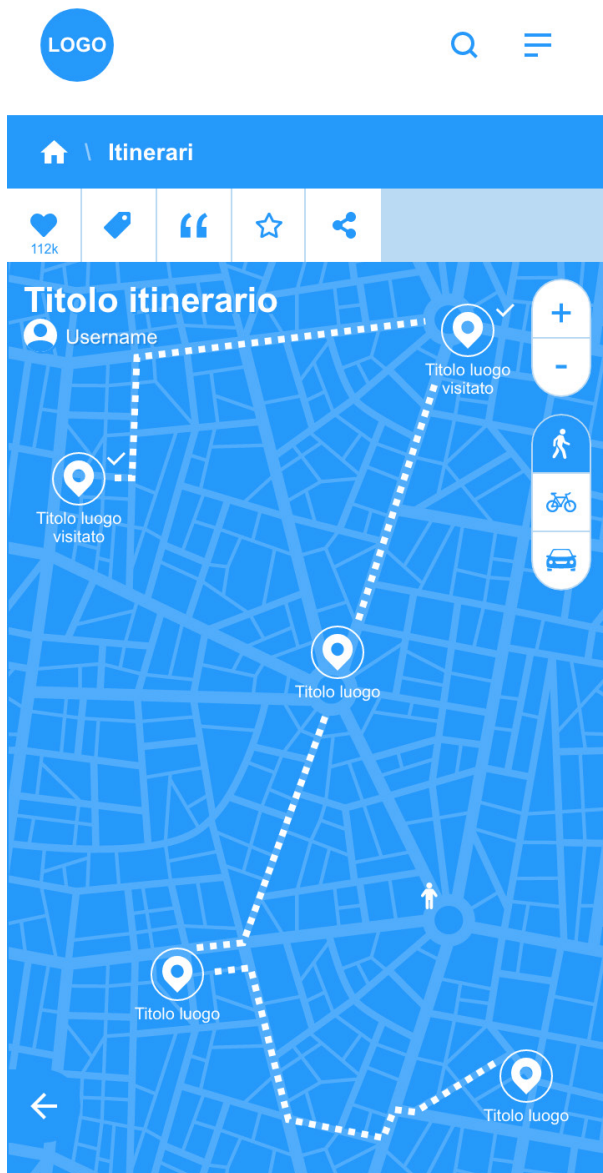 LOGO
\ Itinerari
112k
Titolo itinerario
Username
+
-
Titolo luogo
visitato
Titolo luogo
visitato
Titolo luogo
Titolo luogo
Titolo luogo